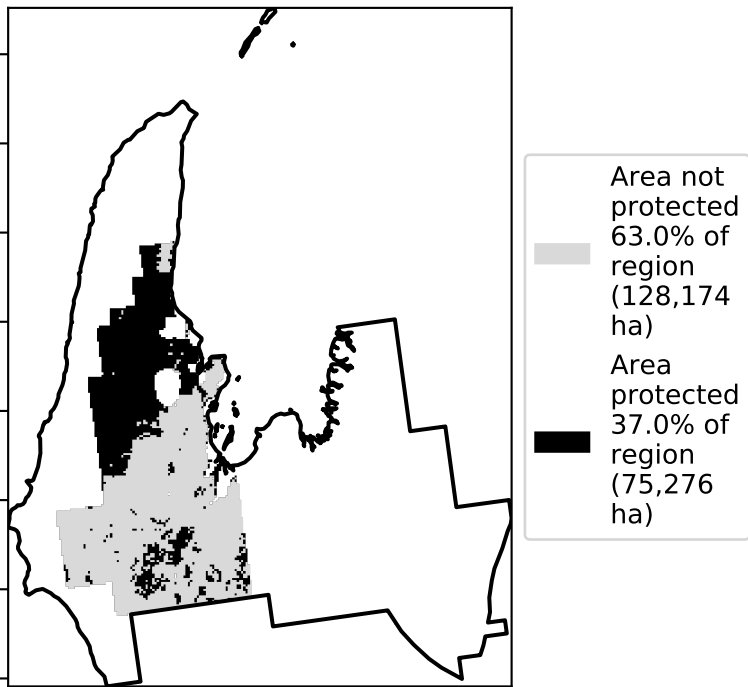 Area not
protected
63.0% of
region
(128,174
ha)
Area
protected
37.0% of
region
(75,276
ha)